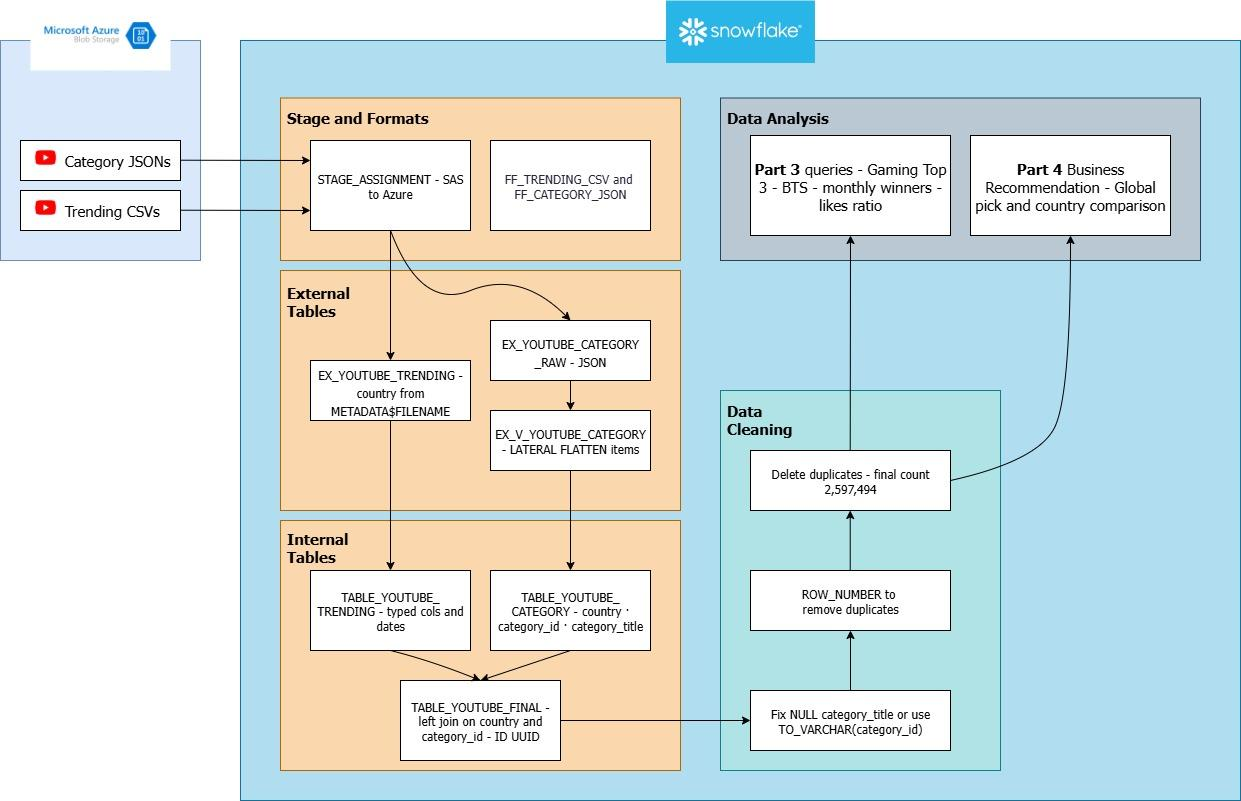 Microsoft Azure
Blob Storage
10
01
snowflake®
Category JSONs
Trending CSVs
Stage and Formats
STAGE_ASSIGNMENT - SAS
to Azure
FF_TRENDING_CSV and
FF_CATEGORY_JSON
External
Tables
EX_YOUTUBE_TRENDING -
country from
METADATA$FILENAME
EX_YOUTUBE_CATEGORY
_RAW - JSON
EX_V_YOUTUBE_CATEGORY
- LATERAL FLATTEN items
Internal
Tables
TABLE_YOUTUBE_
TRENDING - typed cols and
dates
TABLE_YOUTUBE_
CATEGORY - country ·
category_id · category_title
TABLE_YOUTUBE_FINAL -
left join on country and
category_id - ID UUID
Data Analysis
Part 3 queries - Gaming Top
3 - BTS - monthly winners -
likes ratio
Part 4 Business
Recommendation - Global
pick and country comparison
Data
Cleaning
Delete duplicates - final count
2,597,494
ROW_NUMBER to
remove duplicates
Fix NULL category_title or use
TO_VARCHAR(category_id)